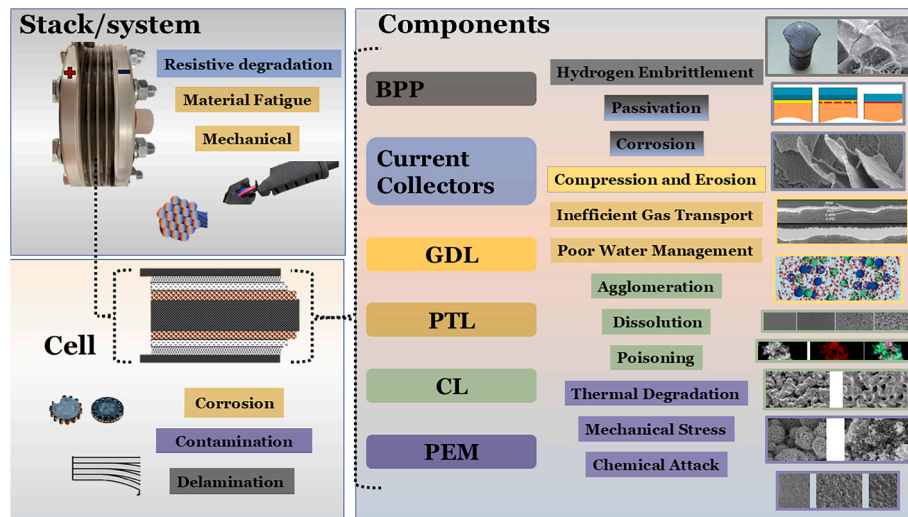 Stack/system
+
-
Resistive degradation
Material Fatigue
Mechanical
Cell
Corrosion
Contamination
Delamination
Components
BPP
Current
Collectors
GDL
PTL
CL
PEM
Hydrogen Embrittlement
Passivation
Corrosion
Compression and Erosion
Inefficient Gas Transport
Poor Water Management
Agglomeration
Dissolution
Poisoning
Thermal Degradation
Mechanical Stress
Chemical Attack